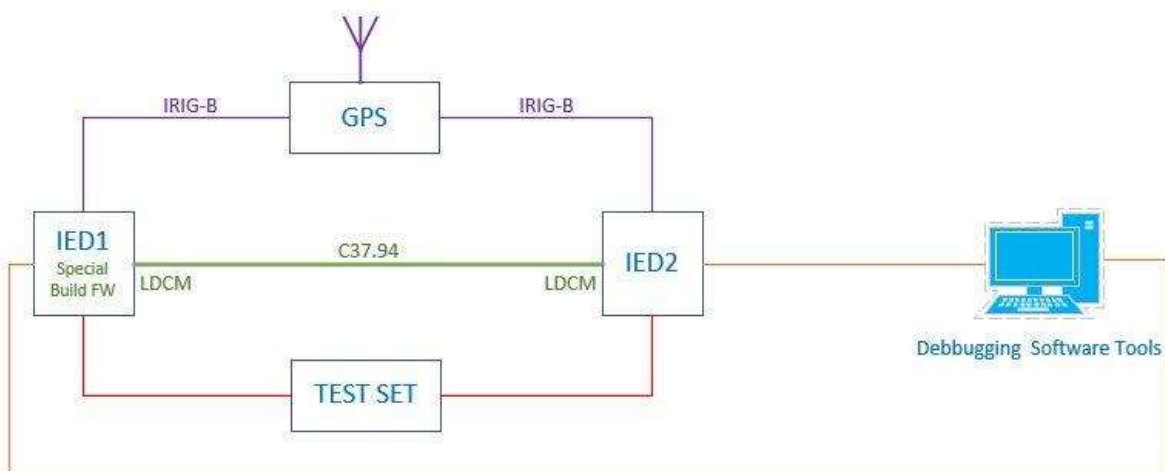 IRIG-B
GPS
IRIG-B
IED1
Special
Build FW
LDCM
C37.94
LDCM
IED2
TEST SET
Debbugging Software Tools